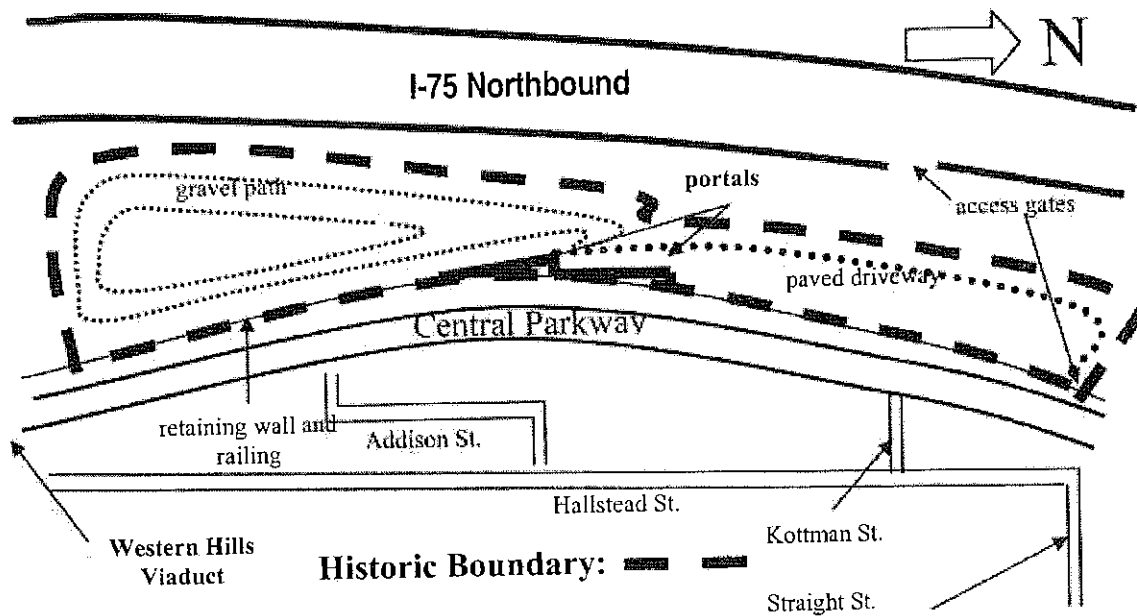 N
I-75 Northbound
gravel path
portals
access gates
paved driveway
Central Parkway
retaining wall and
railing
Addison St.
Hallstead St.
Kottman St.
Western Hills
Viaduct
Historic Boundary:
Straight St.